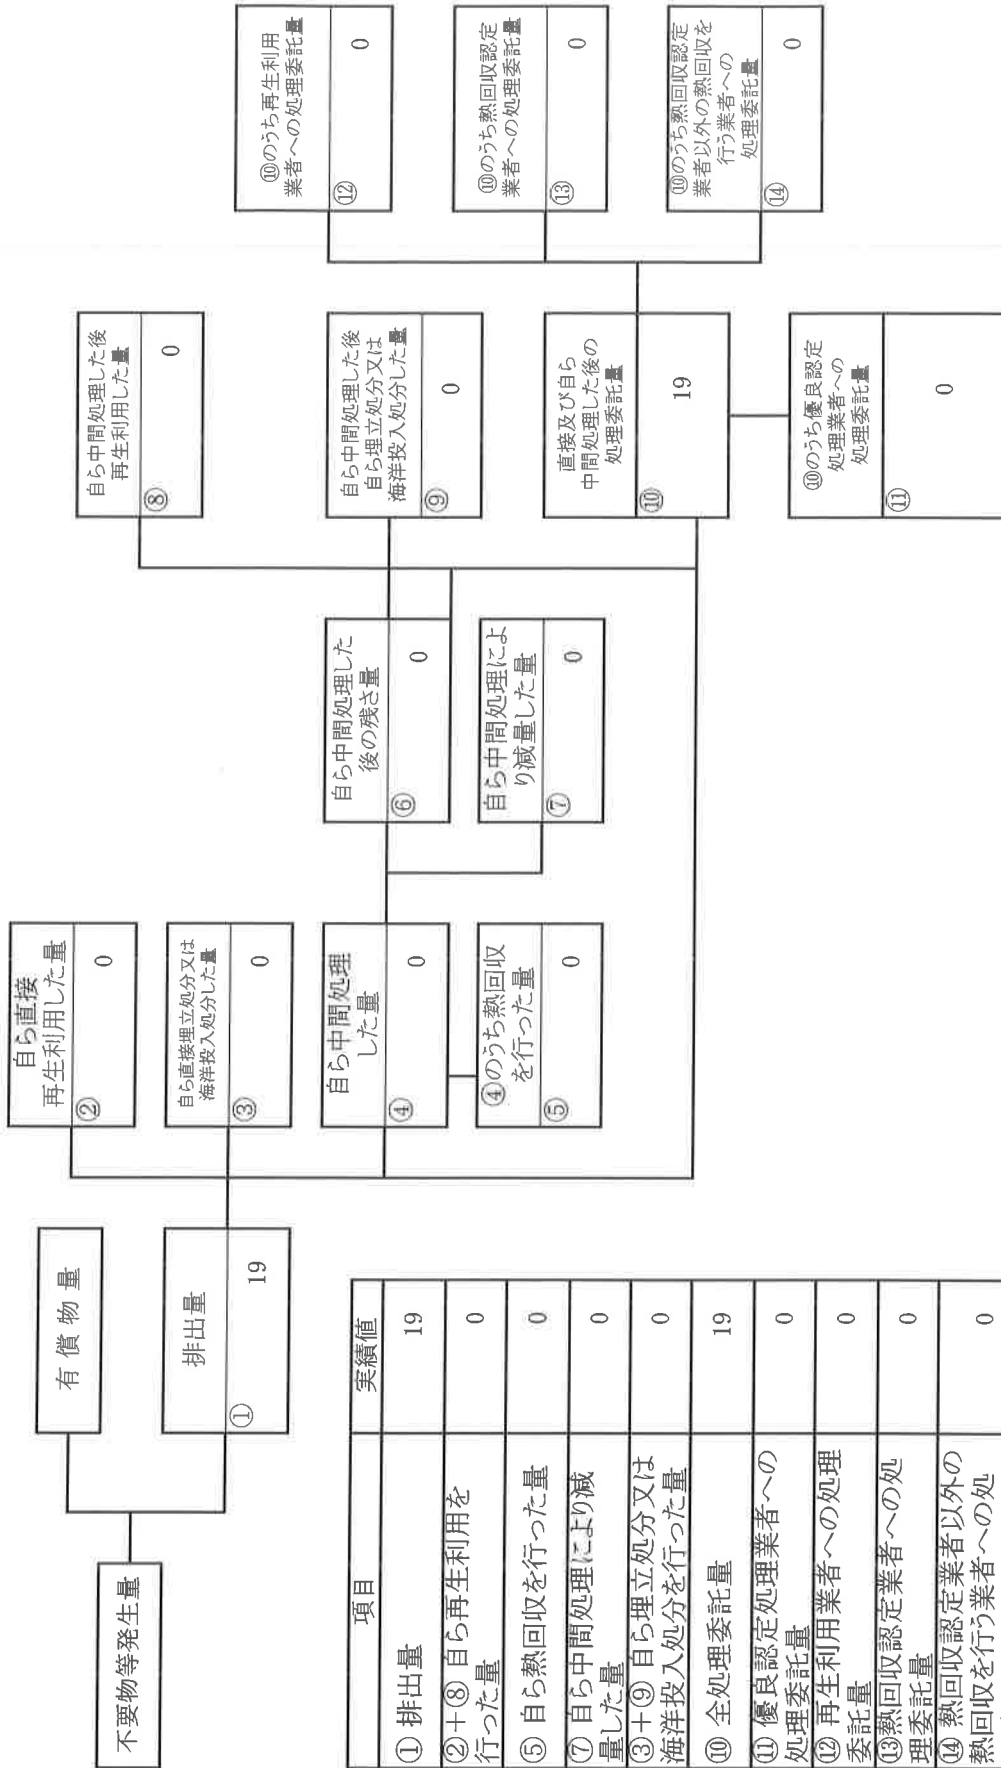 不要物等発生量
有償物量
排出量
① 19
自ら直接
再生利用した量
② 0
自ら直接埋立処分又は
海洋投入処分した量
③ 0
自ら中間処理
した量
④ 0
④のうち熱回収
を行った量
⑤ 0
自ら中間処理した
後の残さ量
⑥ 0
自ら中間処理によ
り減量した量
⑦ 0
自ら中間処理した後
再生利用した量
⑧ 0
自ら中間処理した後
自ら埋立処分又は
海洋投入処分した量
⑨ 0
直接及び自ら
中間処理した後の
処理委託量
⑩ 19
⑩のうち優良認定
処理業者への
処理委託量
⑪ 0
⑩のうち再生利用
業者への処理委託量
⑫ 0
⑩のうち熱回収認定
業者への処理委託量
⑬ 0
⑩のうち熱回収認定
業者以外の熱回収を
行う業者への
処理委託量
⑭ 0
項目 実績値
① 排出量 19
②+⑧ 自ら再生利用を
行った量 0
⑤ 自ら熱回収を行った量 0
⑦ 自ら中間処理により減
量した量 0
③+⑨ 自ら埋立処分又は
海洋投入処分を行った量 0
⑩ 全処理委託量 19
⑪ 優良認定処理業者への
処理委託量 0
⑫ 再生利用業者への処理
委託量 0
⑬熱回収認定業者への処
理委託量 0
⑭ 熱回収認定業者以外の
熱回収を行う業者への処 0